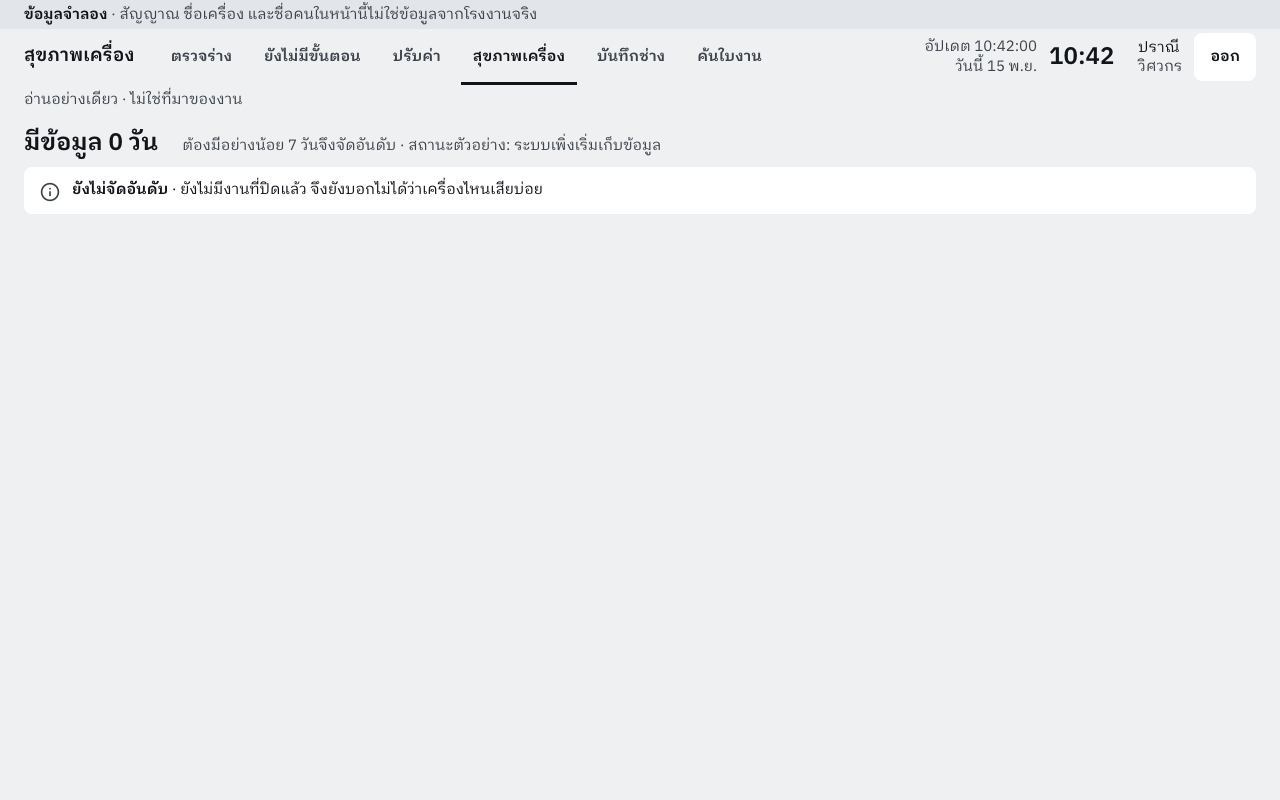 ข้อมูลจำลอง · สัญญาณ ชื่อเครื่อง และชื่อคนในหน้านี้ไม่ใช่ข้อมูลจากโรงงานจริง
สุขภาพเครื่อง ตรวจร่าง ยังไม่มีขั้นตอน ปรับค่า สุขภาพเครื่อง บันทึกช่าง ค้นใบงาน
อัปเดต 10:42:00
วันนี้ 15 พ.ย.
10:42
ปราณี
วิศวกร
ออก
อ่านอย่างเดียว · ไม่ใช่ที่มาของงาน
มีข้อมูล 0 วัน ต้องมีอย่างน้อย 7 วันจึงจัดอันดับ · สถานะตัวอย่าง: ระบบเพิ่งเริ่มเก็บข้อมูล
ยังไม่จัดอันดับ · ยังไม่มีงานที่ปิดแล้ว จึงยังบอกไม่ได้ว่าเครื่องไหนเสียบ่อย